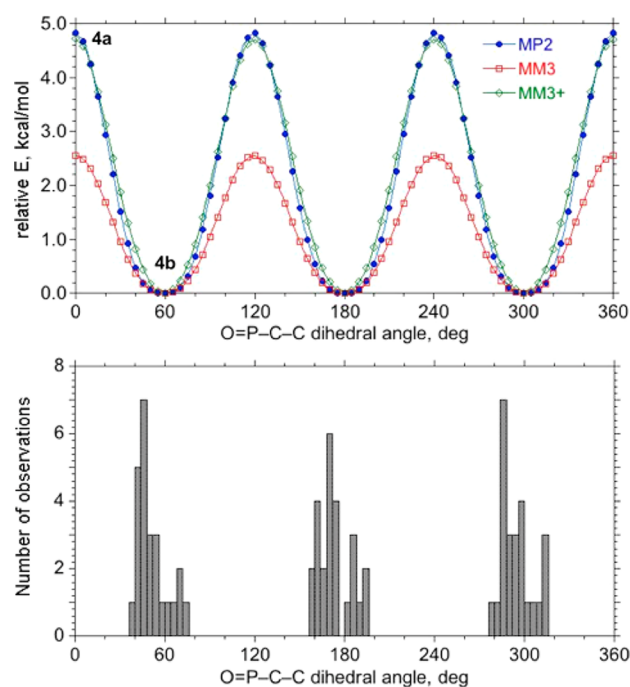 5.0
4a
MP2
MM3
MM3+
4.0
3.0
2.0
1.0
4b
0.0
relative E, kcal/mol
0 60 120 180 240 300 360
O=P–C–C dihedral angle, deg
8
6
4
2
0
Number of observations
0 60 120 180 240 300 360
O=P–C–C dihedral angle, deg